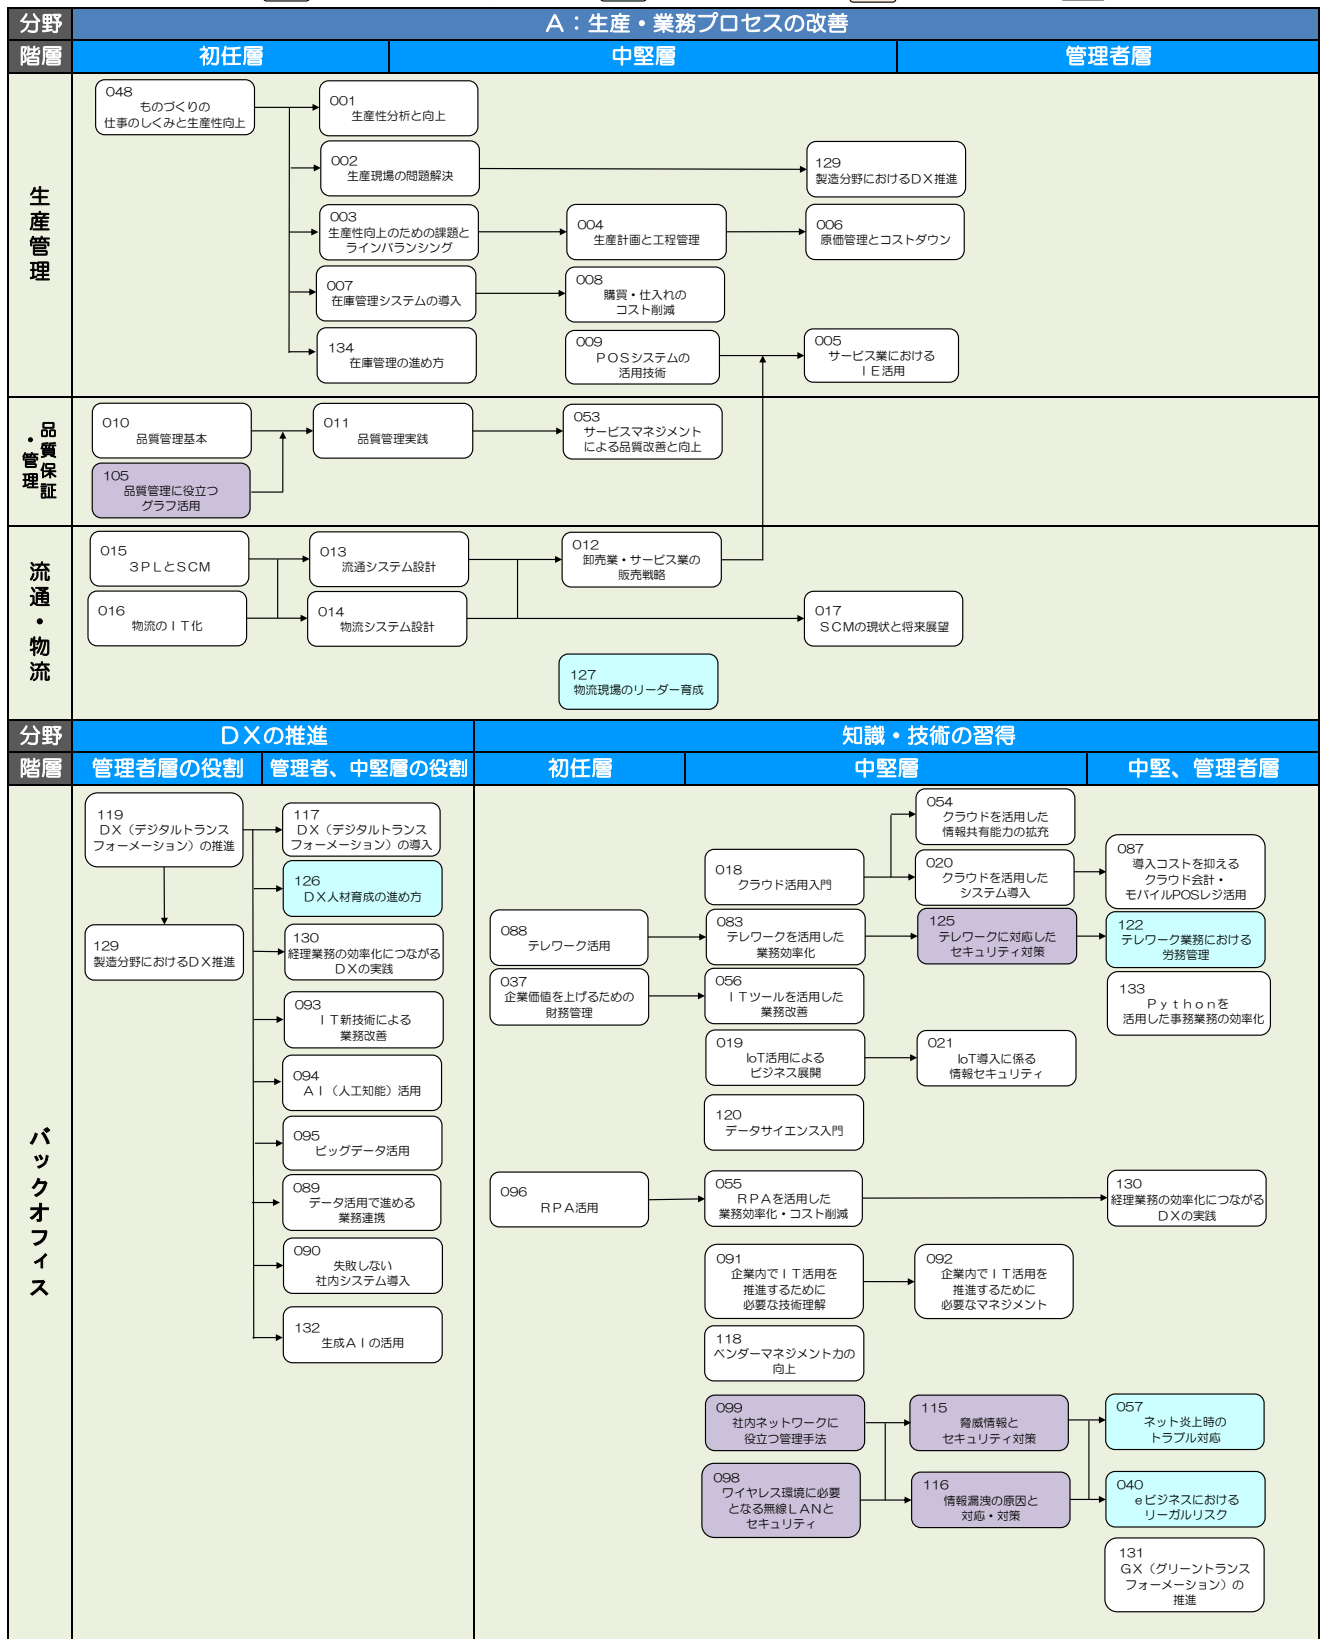 分野
A：生産・業務プロセスの改善
階層
初任層
中堅層
管理者層
生産管理
048
ものづくりの
仕事のしくみと生産性向上
001
生産性分析と向上
002
生産現場の問題解決
129
製造分野におけるDX推進
003
生産性向上のための課題と
ラインバランシング
004
生産計画と工程管理
006
原価管理とコストダウン
007
在庫管理システムの導入
008
購買・仕入れの
コスト削減
134
在庫管理の進め方
009
POSシステムの
活用技術
005
サービス業における
IE活用
品質保証
・管理
010
品質管理基本
011
品質管理実践
053
サービスマネジメント
による品質改善と向上
105
品質管理に役立つ
グラフ活用
流通・物流
015
3PLとSCM
013
流通システム設計
012
卸売業・サービス業の
販売戦略
016
物流のIT化
014
物流システム設計
017
SCMの現状と将来展望
127
物流現場のリーダー育成
分野
DXの推進
知識・技術の習得
階層
管理者層の役割
管理者、中堅層の役割
初任層
中堅層
中堅、管理者層
バックオフィス
119
DX（デジタルトランス
フォーメーション）の推進
117
DX（デジタルトランス
フォーメーション）の導入
126
DX人材育成の進め方
129
製造分野におけるDX推進
130
経理業務の効率化につながる
DXの実践
093
IT新技術による
業務改善
094
AI（人工知能）活用
095
ビッグデータ活用
089
データ活用で進める
業務連携
090
失敗しない
社内システム導入
132
生成AIの活用
054
クラウドを活用した
情報共有能力の拡充
018
クラウド活用入門
020
クラウドを活用した
システム導入
087
導入コストを抑える
クラウド会計・
モバイルPOSレジ活用
088
テレワーク活用
083
テレワークを活用した
業務効率化
125
テレワークに対応した
セキュリティ対策
122
テレワーク業務における
労務管理
037
企業価値を上げるための
財務管理
056
ITツールを活用した
業務改善
133
Pythonを
活用した事務業務の効率化
019
IoT活用による
ビジネス展開
021
IoT導入に係る
情報セキュリティ
120
データサイエンス入門
096
RPA活用
055
RPAを活用した
業務効率化・コスト削減
130
経理業務の効率化につながる
DXの実践
091
企業内でIT活用を
推進するために
必要な技術理解
092
企業内でIT活用を
推進するために
必要なマネジメント
118
ベンダーマネジメント力の
向上
099
社内ネットワークに
役立つ管理手法
115
脅威情報と
セキュリティ対策
057
ネット炎上時の
トラブル対応
098
ワイヤレス環境に必要
となる無線LANと
セキュリティ
116
情報漏洩の原因と
対応・対策
040
eビジネスにおける
リーガルリスク
131
GX（グリーントランス
フォーメーション）の
推進